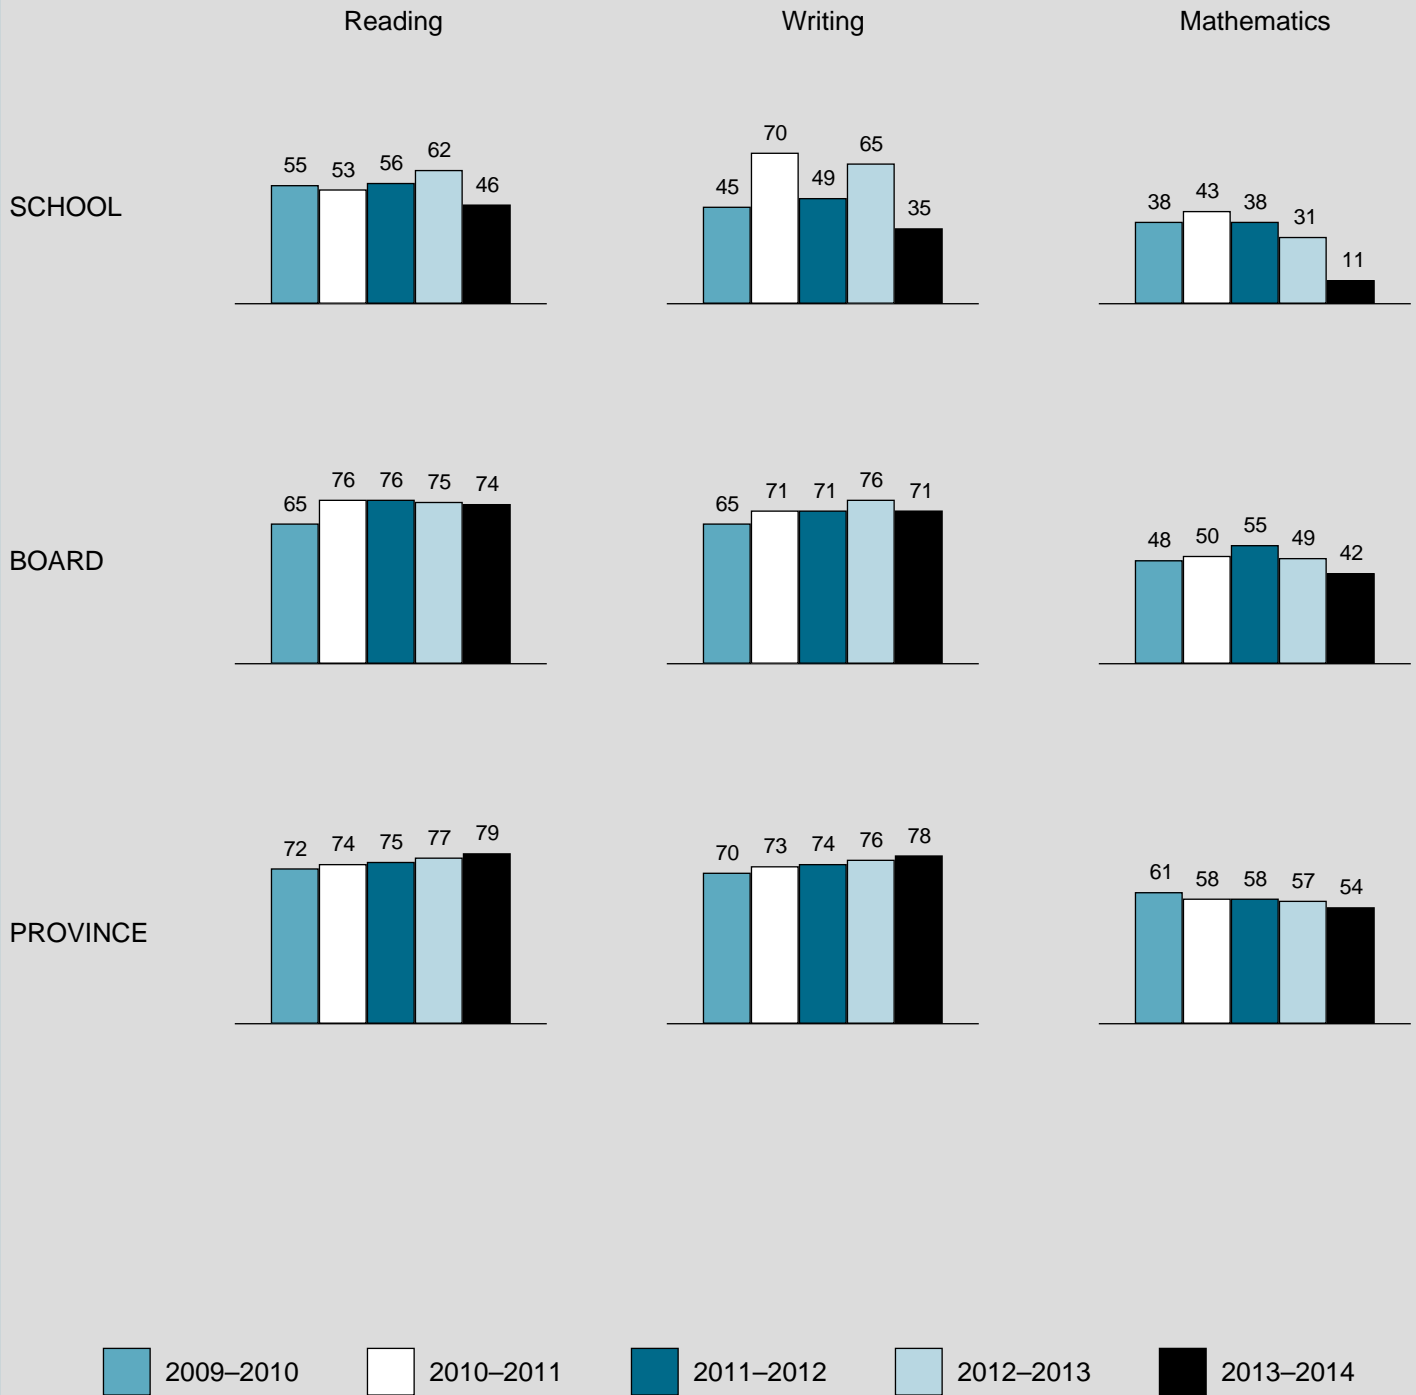 Reading Writing Mathematics
SCHOOL
55 53 56 62 46
45 70 49 65 35
38 43 38 31 11
BOARD
65 76 76 75 74
65 71 71 76 71
48 50 55 49 42
PROVINCE
72 74 75 77 79
70 73 74 76 78
61 58 58 57 54
2009–2010 2010–2011 2011–2012 2012–2013 2013–2014